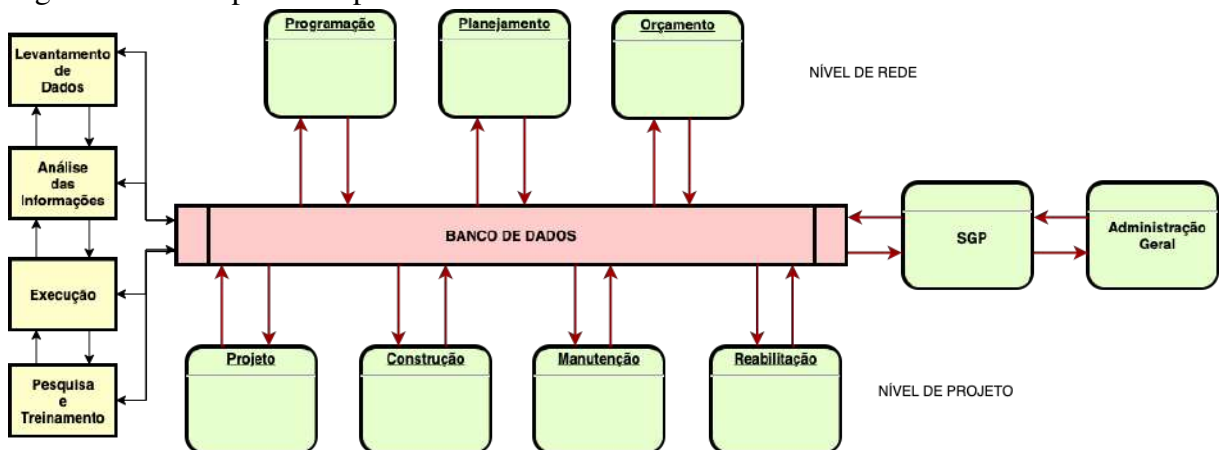 Programação
Planejamento
Orçamento
Levantamento
de
Dados
NÍVEL DE REDE
Análise
das
Informações
BANCO DE DADOS
SGP
Administração
Geral
Execução
Projeto
Construção
Manutenção
Reabilitação
Pesquisa
e
Treinamento
NÍVEL DE PROJETO